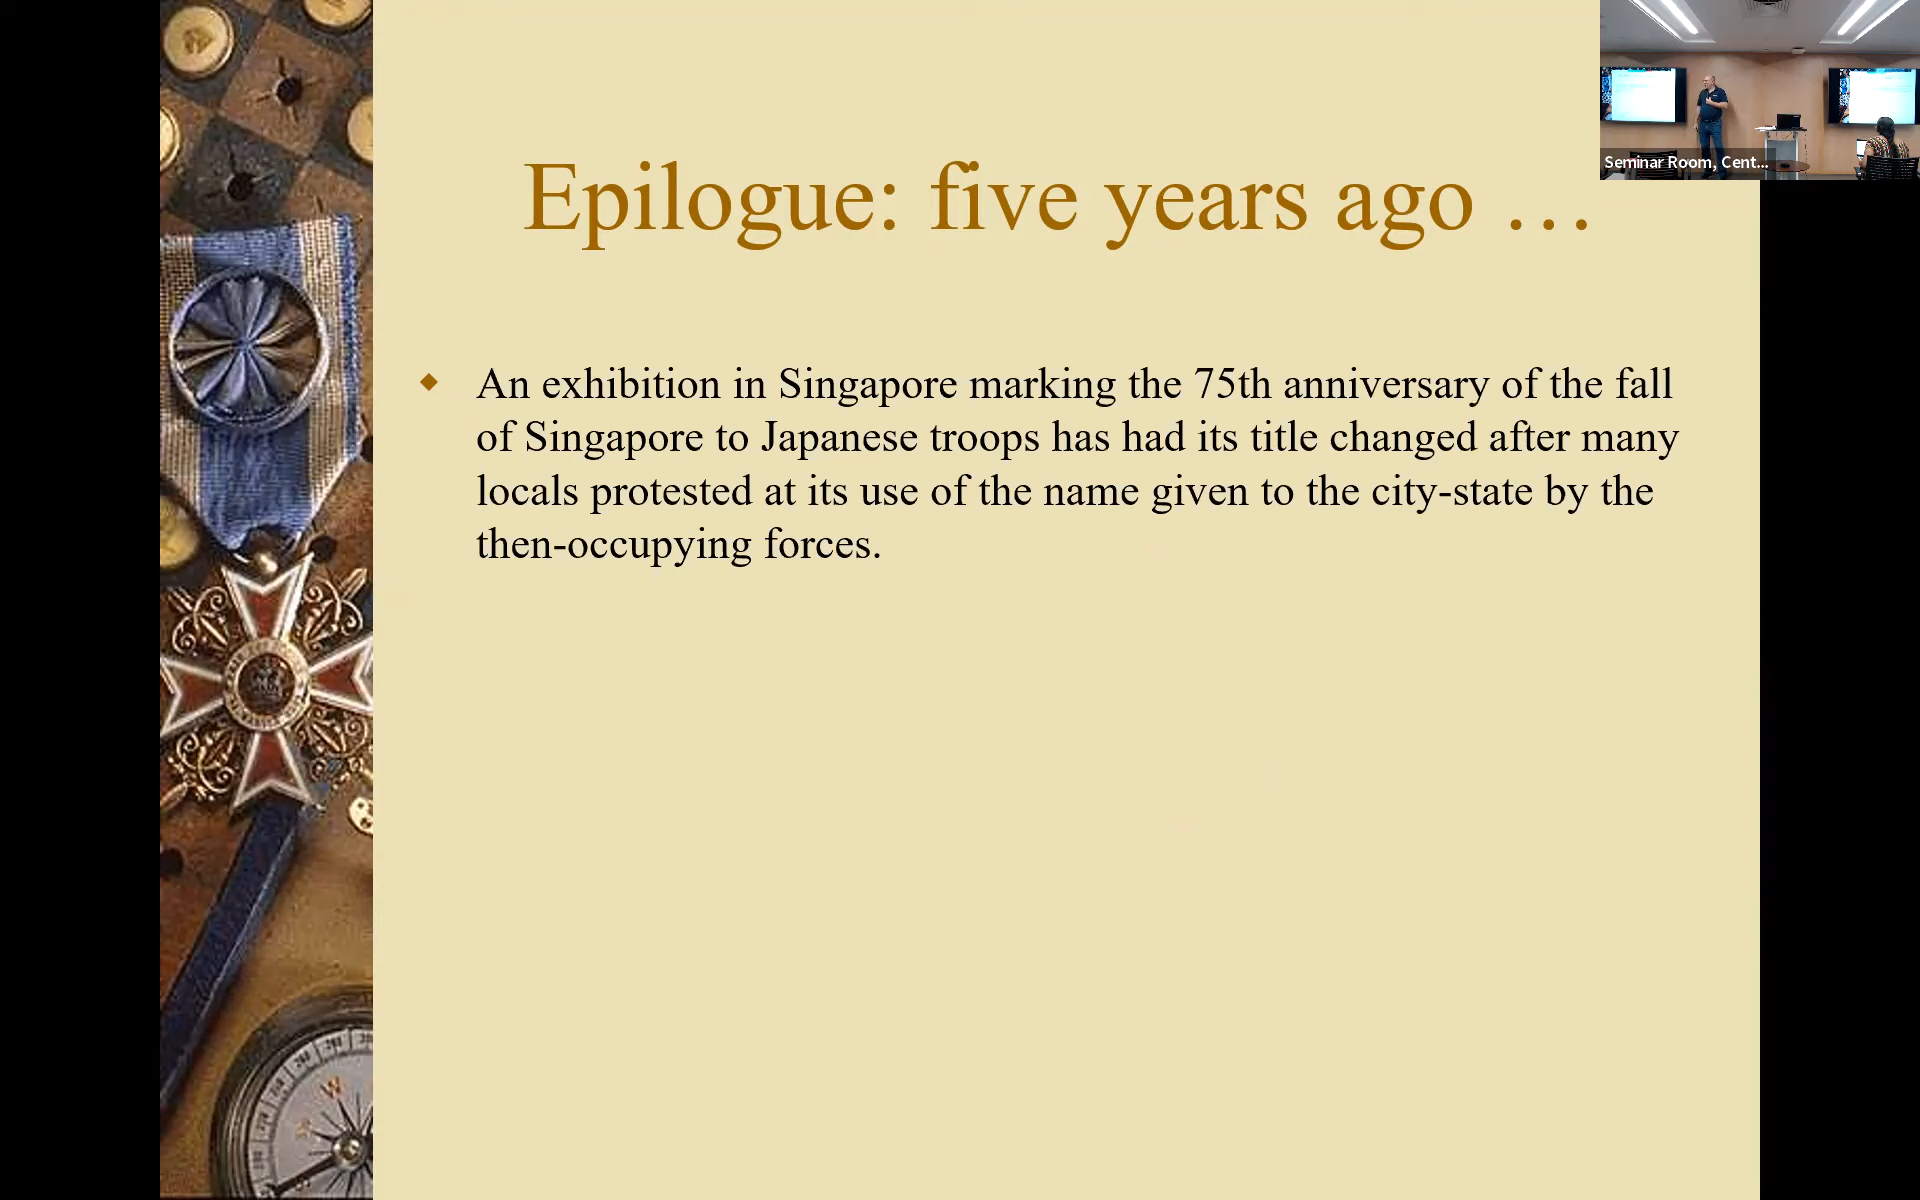 Seminar Room, Cent...
Epilogue: five years ago …
An exhibition in Singapore marking the 75th anniversary of the fall
of Singapore to Japanese troops has had its title changed after many
locals protested at its use of the name given to the city-state by the
then-occupying forces.